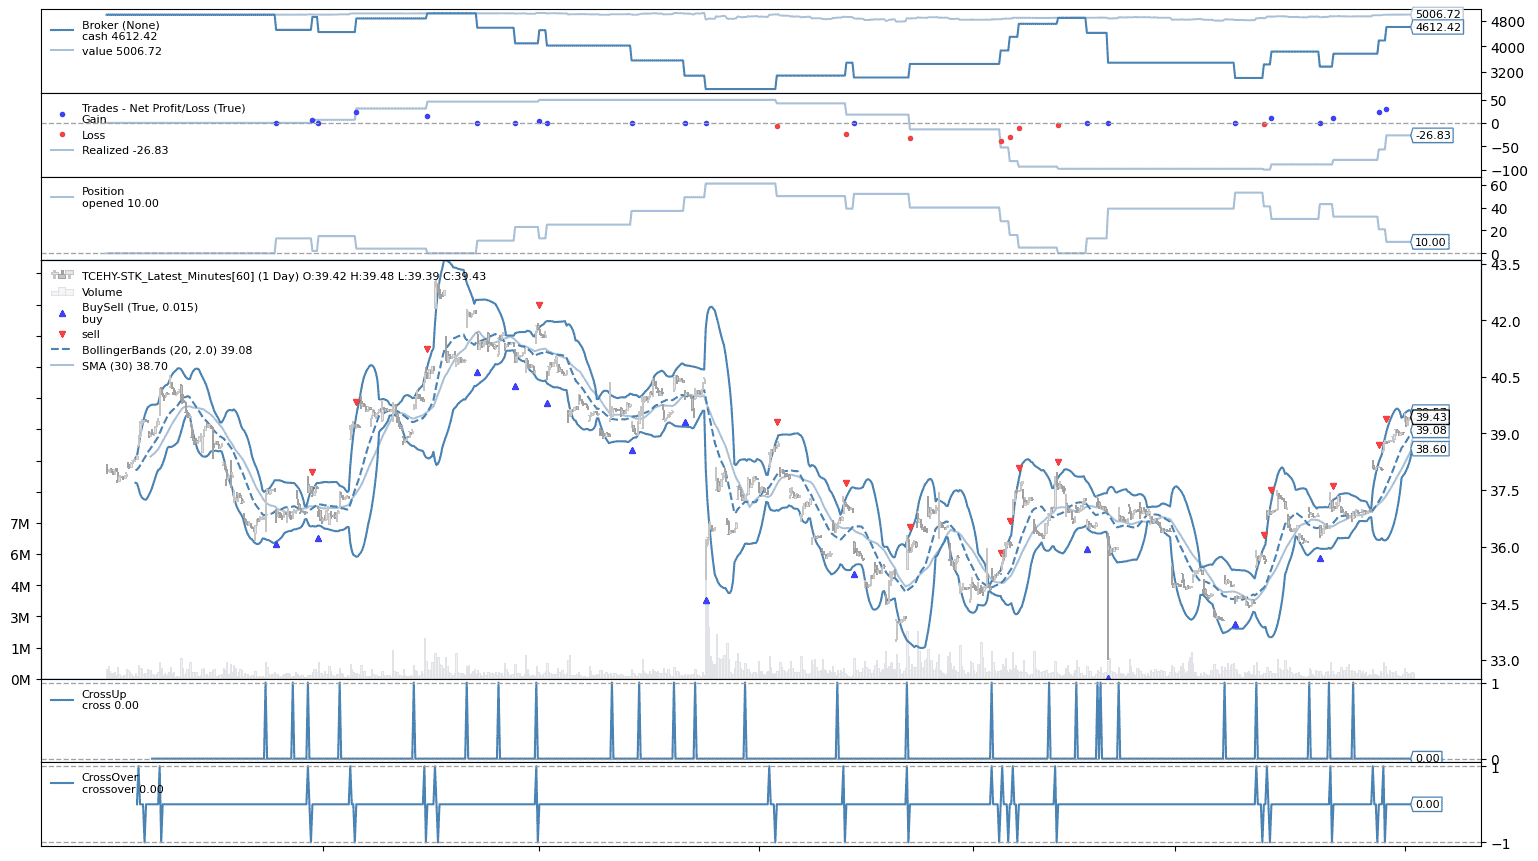 Broker (None)
cash 4612.42
value 5006.72
5006.72
4612.42
4800
4000
3200
Trades - Net Profit/Loss (True)
Gain
Loss
Realized -26.83
-26.83
50
0
−50
−100
Position
opened 10.00
10.00
60
40
20
0
TCEHY-STK_Latest_Minutes[60] (1 Day) O:39.42 H:39.48 L:39.39 C:39.43
Volume
BuySell (True, 0.015)
buy
sell
BollingerBands (20, 2.0) 39.08
SMA (30) 38.70
43.5
42.0
40.5
39.0
37.5
36.0
34.5
33.0
39.43
39.08
38.60
7M
6M
4M
3M
1M
0M
CrossUp
cross 0.00
0.00
1
0
CrossOver
crossover 0.00
0.00
1
−1